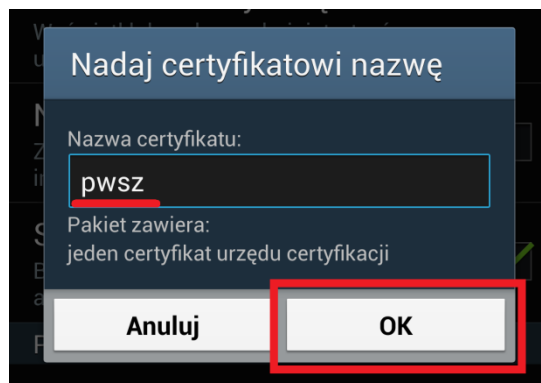 Nadaj certyfikatowi nazwę
Nazwa certyfikatu:
pwsz
Pakiet zawiera:
jeden certyfikat urzędu certyfikacji
Anuluj
OK